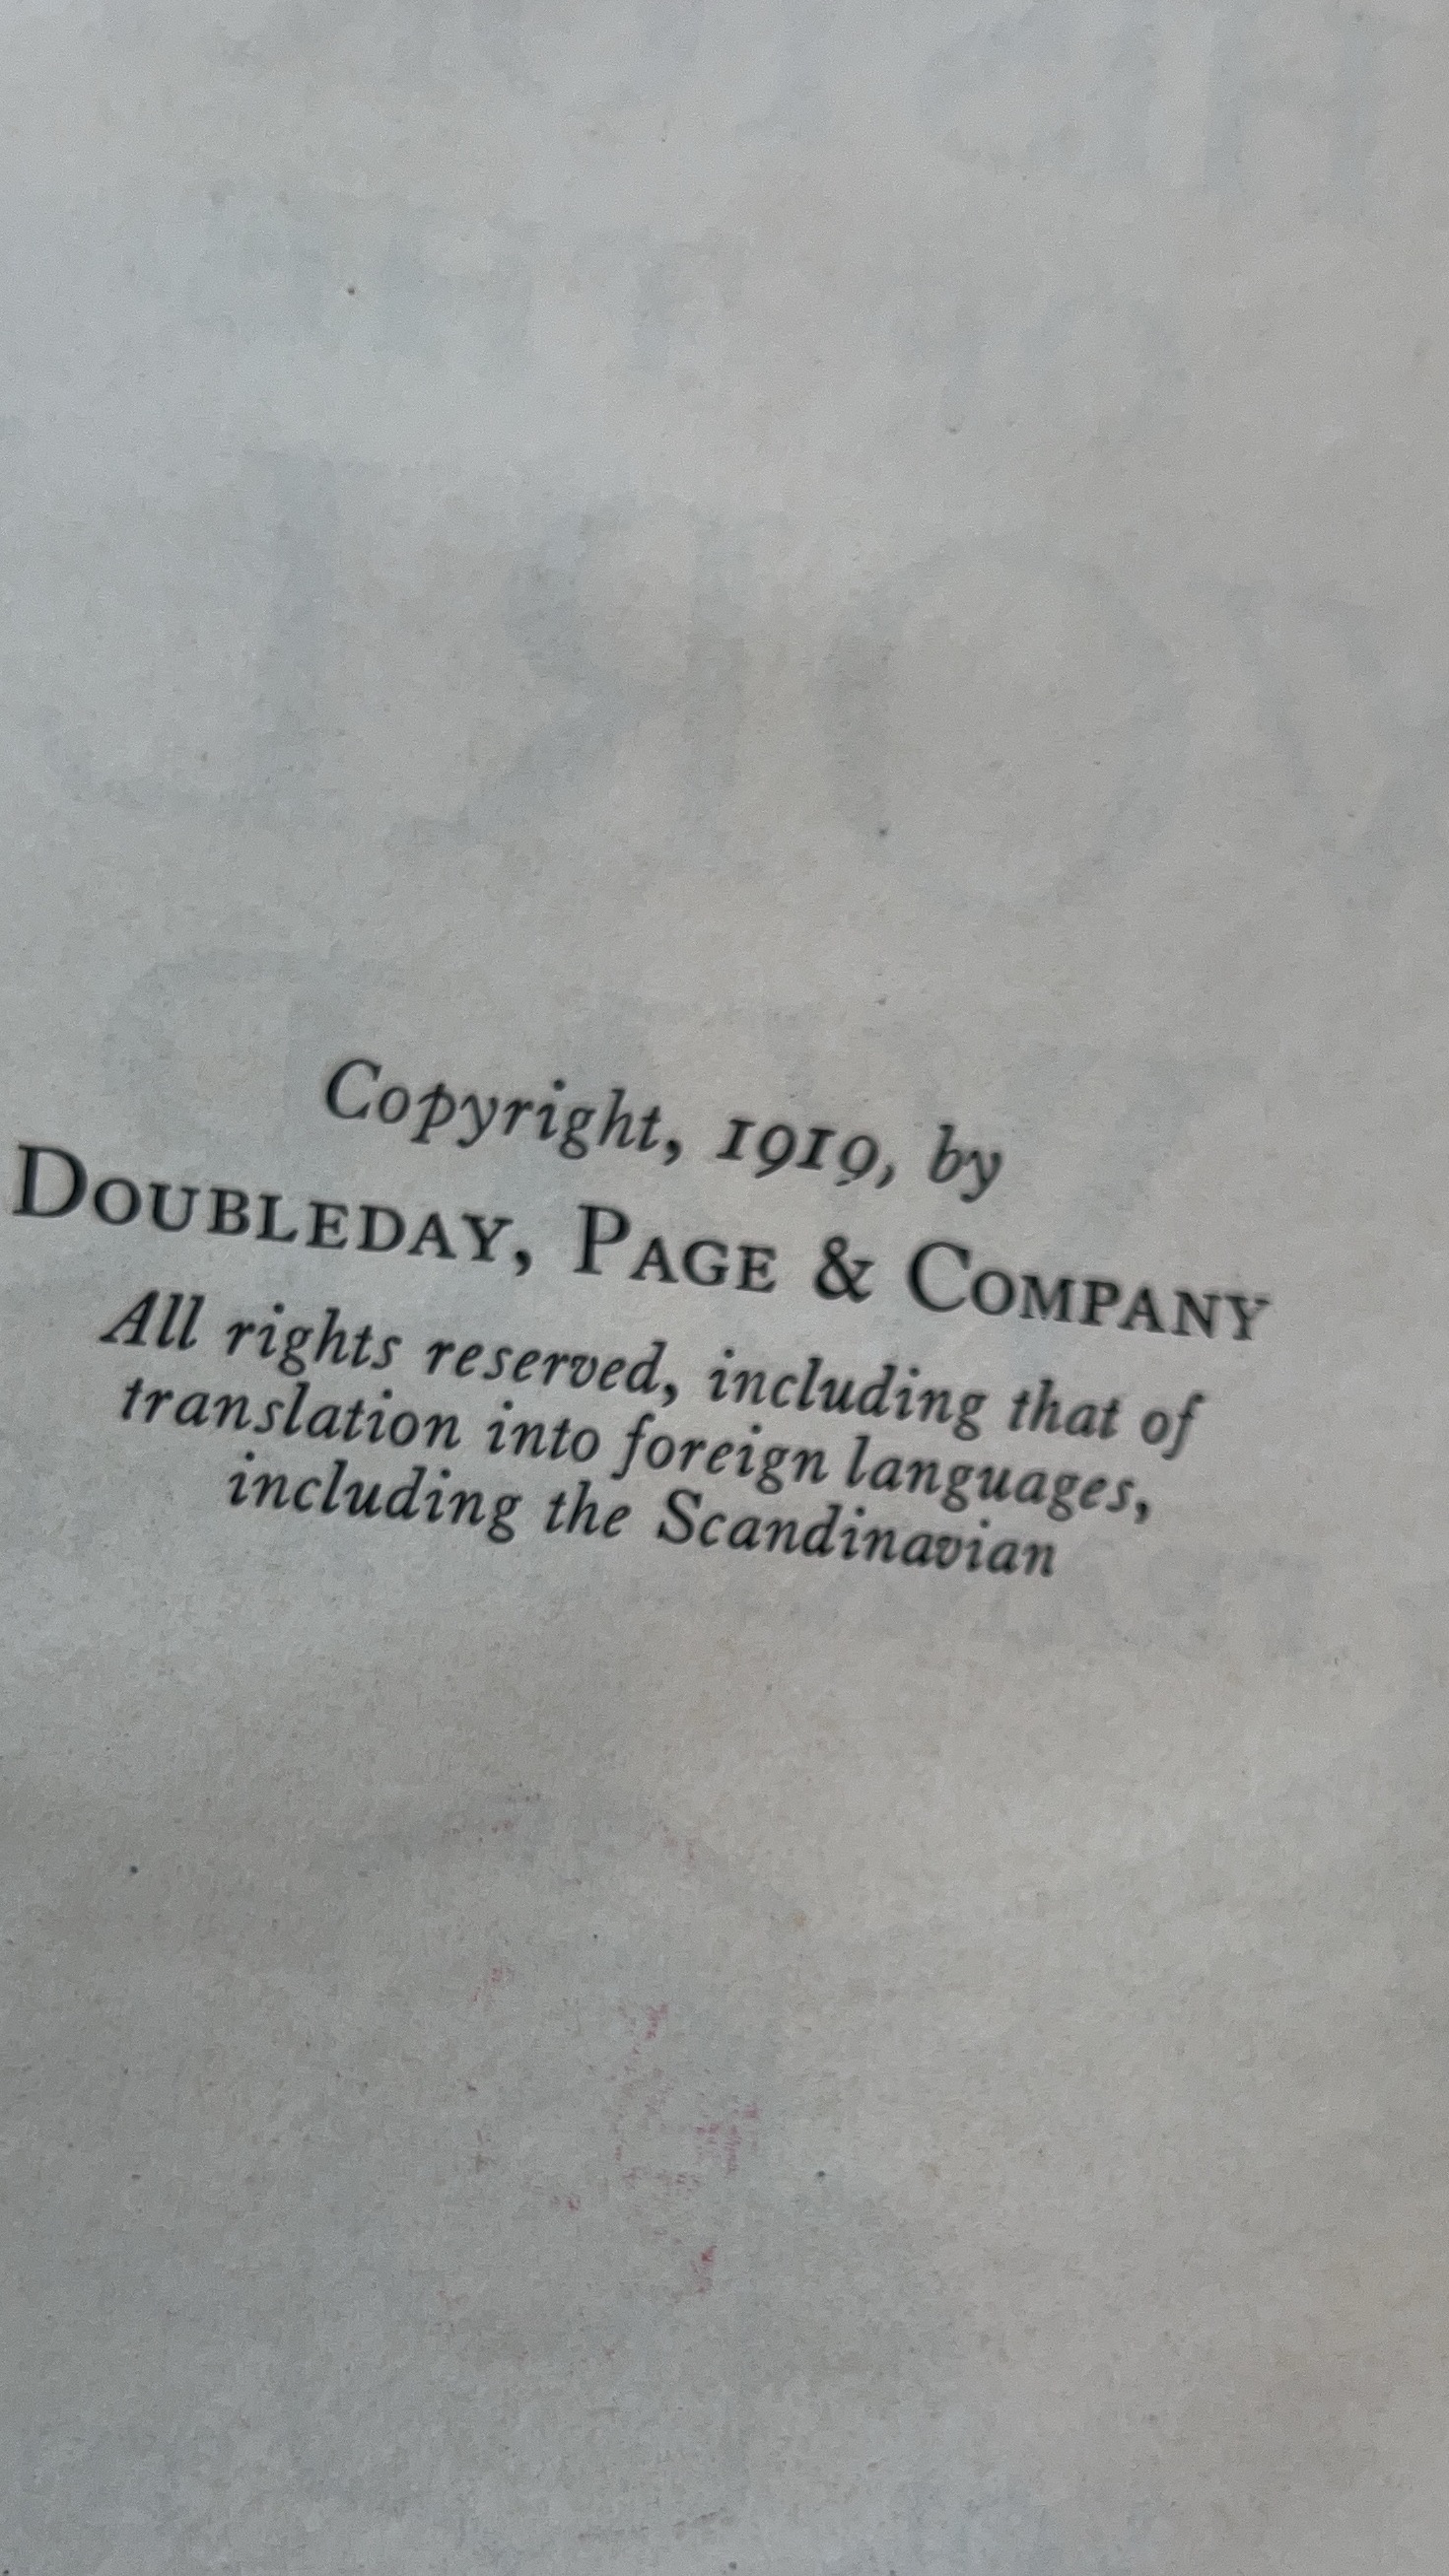 Copyright, 1919, by
DOUBLEDAY, PAGE & COMPANY
All rights reserved, including that of
translation into foreign languages,
including the Scandinavian